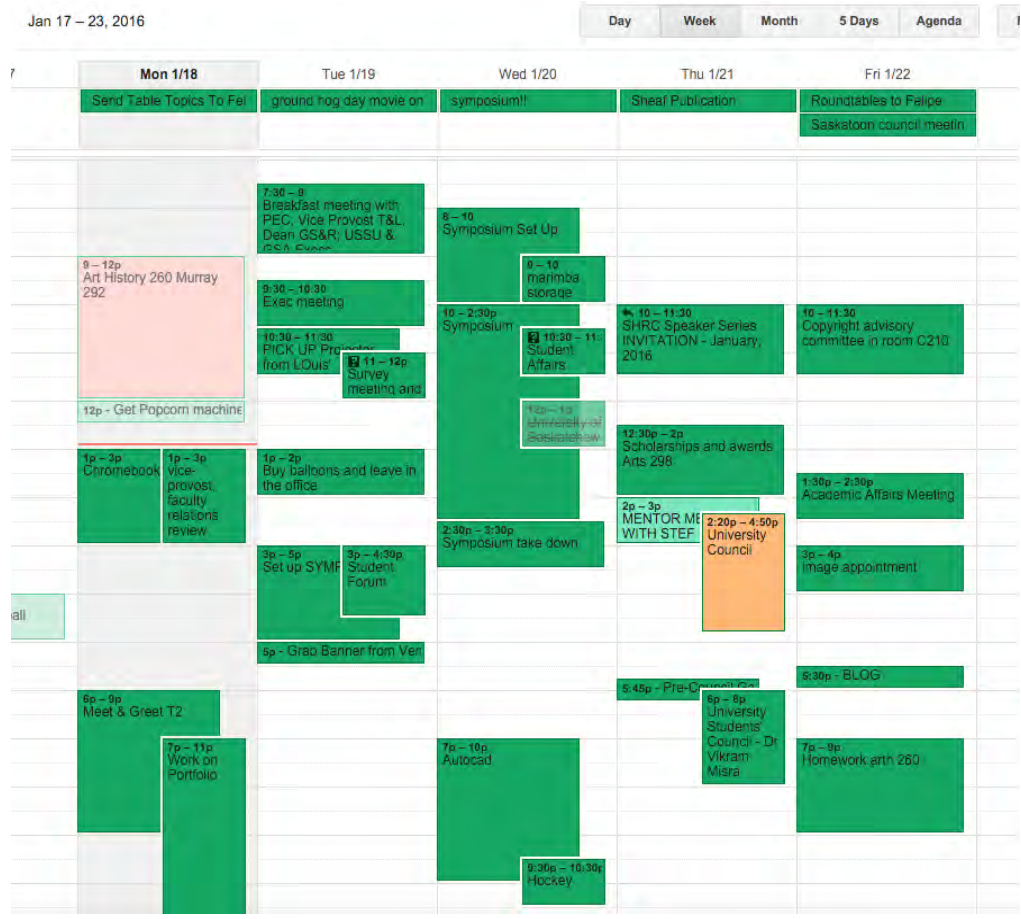 Jan 17 – 23, 2016
Day
Week
Month
5 Days
Agenda
7
Mon 1/18
Tue 1/19
Wed 1/20
Thu 1/21
Fri 1/22
Send Table Topics To Fel
ground hog day movie on
symposium!!
Sheaf Publication
Roundtables to Felipe
Saskatoon council meetin
ali
9 – 12p
Art History 260 Murray
292
12p - Get Popcorn machine
1p – 3p
Chromebook
1p – 3p
vice-
provost,
faculty
relations
review
6p – 9p
Meet & Greet T2
7p – 11p
Work on
Portfolio
7:30 – 9
Breakfast meeting with
PEC, Vice Provost T&L,
Dean GS&R; USSU &
GSA Execs
9:30 – 10:30
Exec meeting
10:30 – 11:30
PICK UP Projector
from LOuis'
11 – 12p
Survey
meeting and
1p – 2p
Buy balloons and leave in
the office
3p – 5p
Set up SYMP
3p – 4:30p
Student
Forum
5p - Grab Banner from Ver
8 – 10
Symposium Set Up
9 – 10
marimba
storage
10 – 2:30p
Symposium
10:30 – 11:
Student
Affairs
12p – 1p
University of
Saskatchew
2:30p – 3:30p
Symposium take down
7p – 10p
Autocad
9:30p – 10:30p
Hockey
10 – 11:30
SHRC Speaker Series
INVITATION - January,
2016
12:30p – 2p
Scholarships and awards
Arts 298
2p – 3p
MENTOR ME
WITH STEF
2:20p – 4:50p
University
Council
5:45p - Pre-Council Ga
6p – 8p
University
Students'
Council - Dr
Vikram
Misra
10 – 11:30
Copyright advisory
committee in room C210
1:30p – 2:30p
Academic Affairs Meeting
3p – 4p
image appointment
5:30p - BLOG
7p – 9p
Homework arth 260